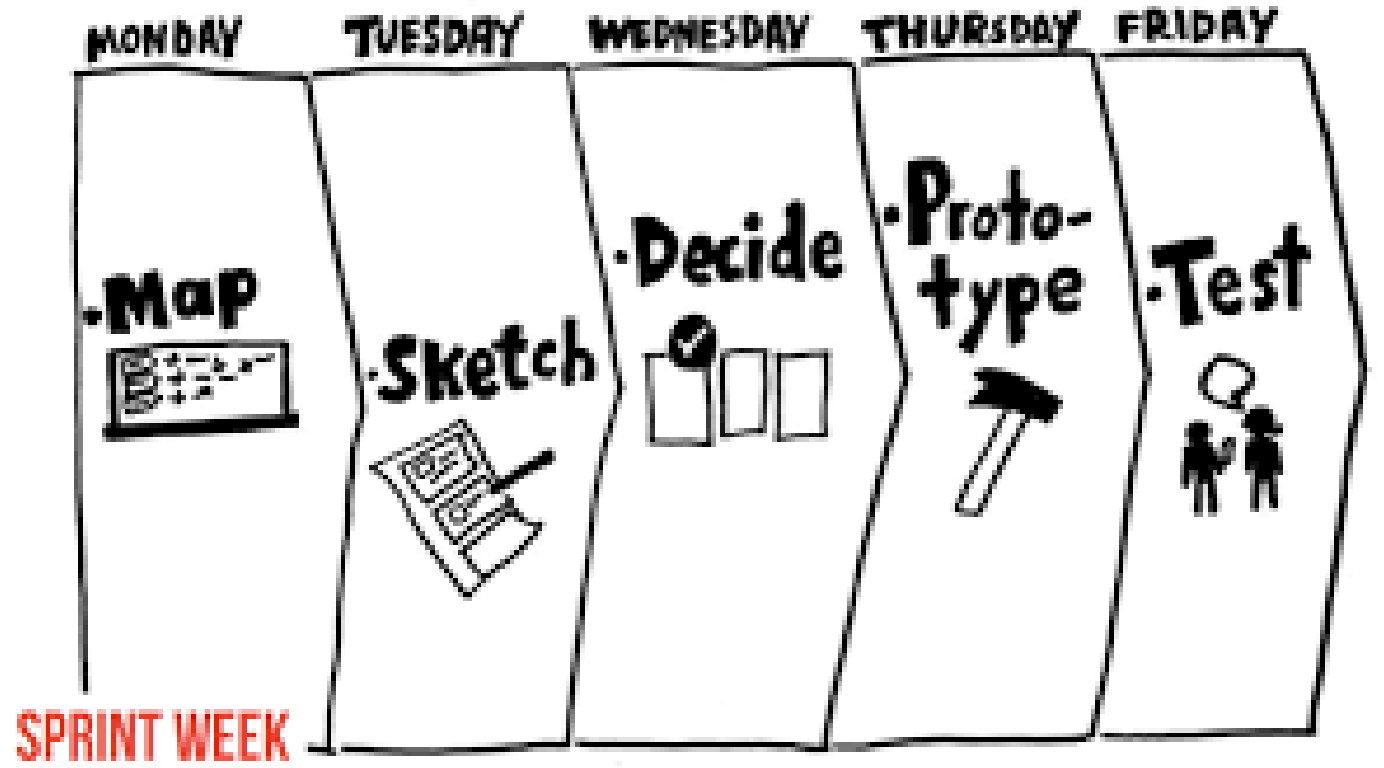 MONDAY
TUESDAY
WEDNESDAY
THURSDAY
FRIDAY
·Map
·Sketch
·Decide
·Proto-
type
·Test
SPRINT WEEK